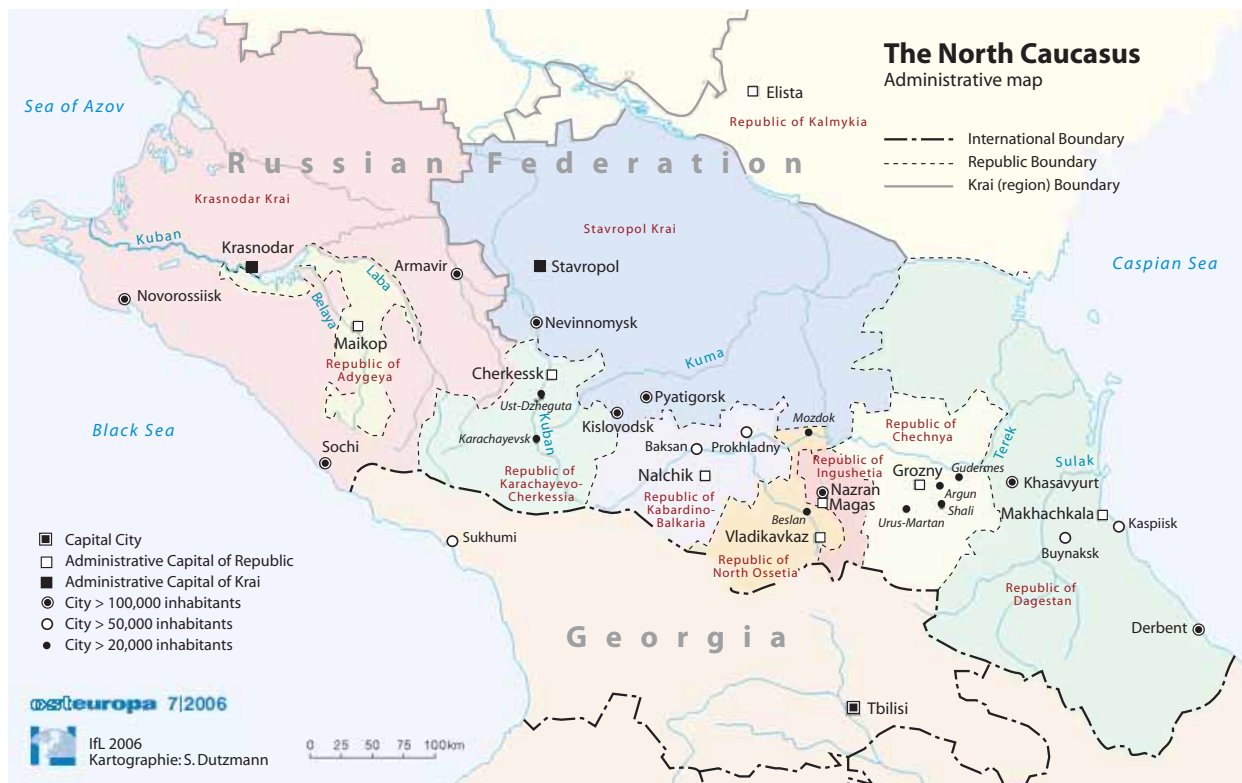 The North Caucasus
Administrative map
International Boundary
Republic Boundary
Krai (region) Boundary
Sea of Azov
Elista
Republic of Kalmykia
Russian Federation
Krasnodar Krai
Stavropol Krai
Kuban
Krasnodar
Armavir
Stavropol
Caspian Sea
Laba
Belaya
Novorossiisk
Nevinnomysk
Maikop
Republic of
Adygeya
Kuma
Cherkessk
Ust-Dzheguta
Pyatigorsk
Kislovodsk
Kuban
Karachayevsk
Black Sea
Sochi
Mozdok
Baksan
Prokhladny
Republic of
Chechnya
Terek
Republic of
Ingushetia
Republic of
Karachayevo-
Cherkessia
Nalchik
Republic of
Kabardino-
Balkaria
Grozny
Gudermes
Argun
Shali
Urus-Martan
Sulak
Khasavyurt
Nazran
Magas
Makhachkala
Kaspiisk
Buynaksk
Beslan
Vladikavkaz
Republic of
North Ossetia
Sukhumi
Republic of
Dagestan
Derbent
Georgia
Tbilisi
Capital City
Administrative Capital of Republic
Administrative Capital of Krai
City > 100,000 inhabitants
City > 50,000 inhabitants
City > 20,000 inhabitants
osteuropa 7|2006
IfL 2006
Kartographie: S. Dutzmann
0 25 50 75 100km